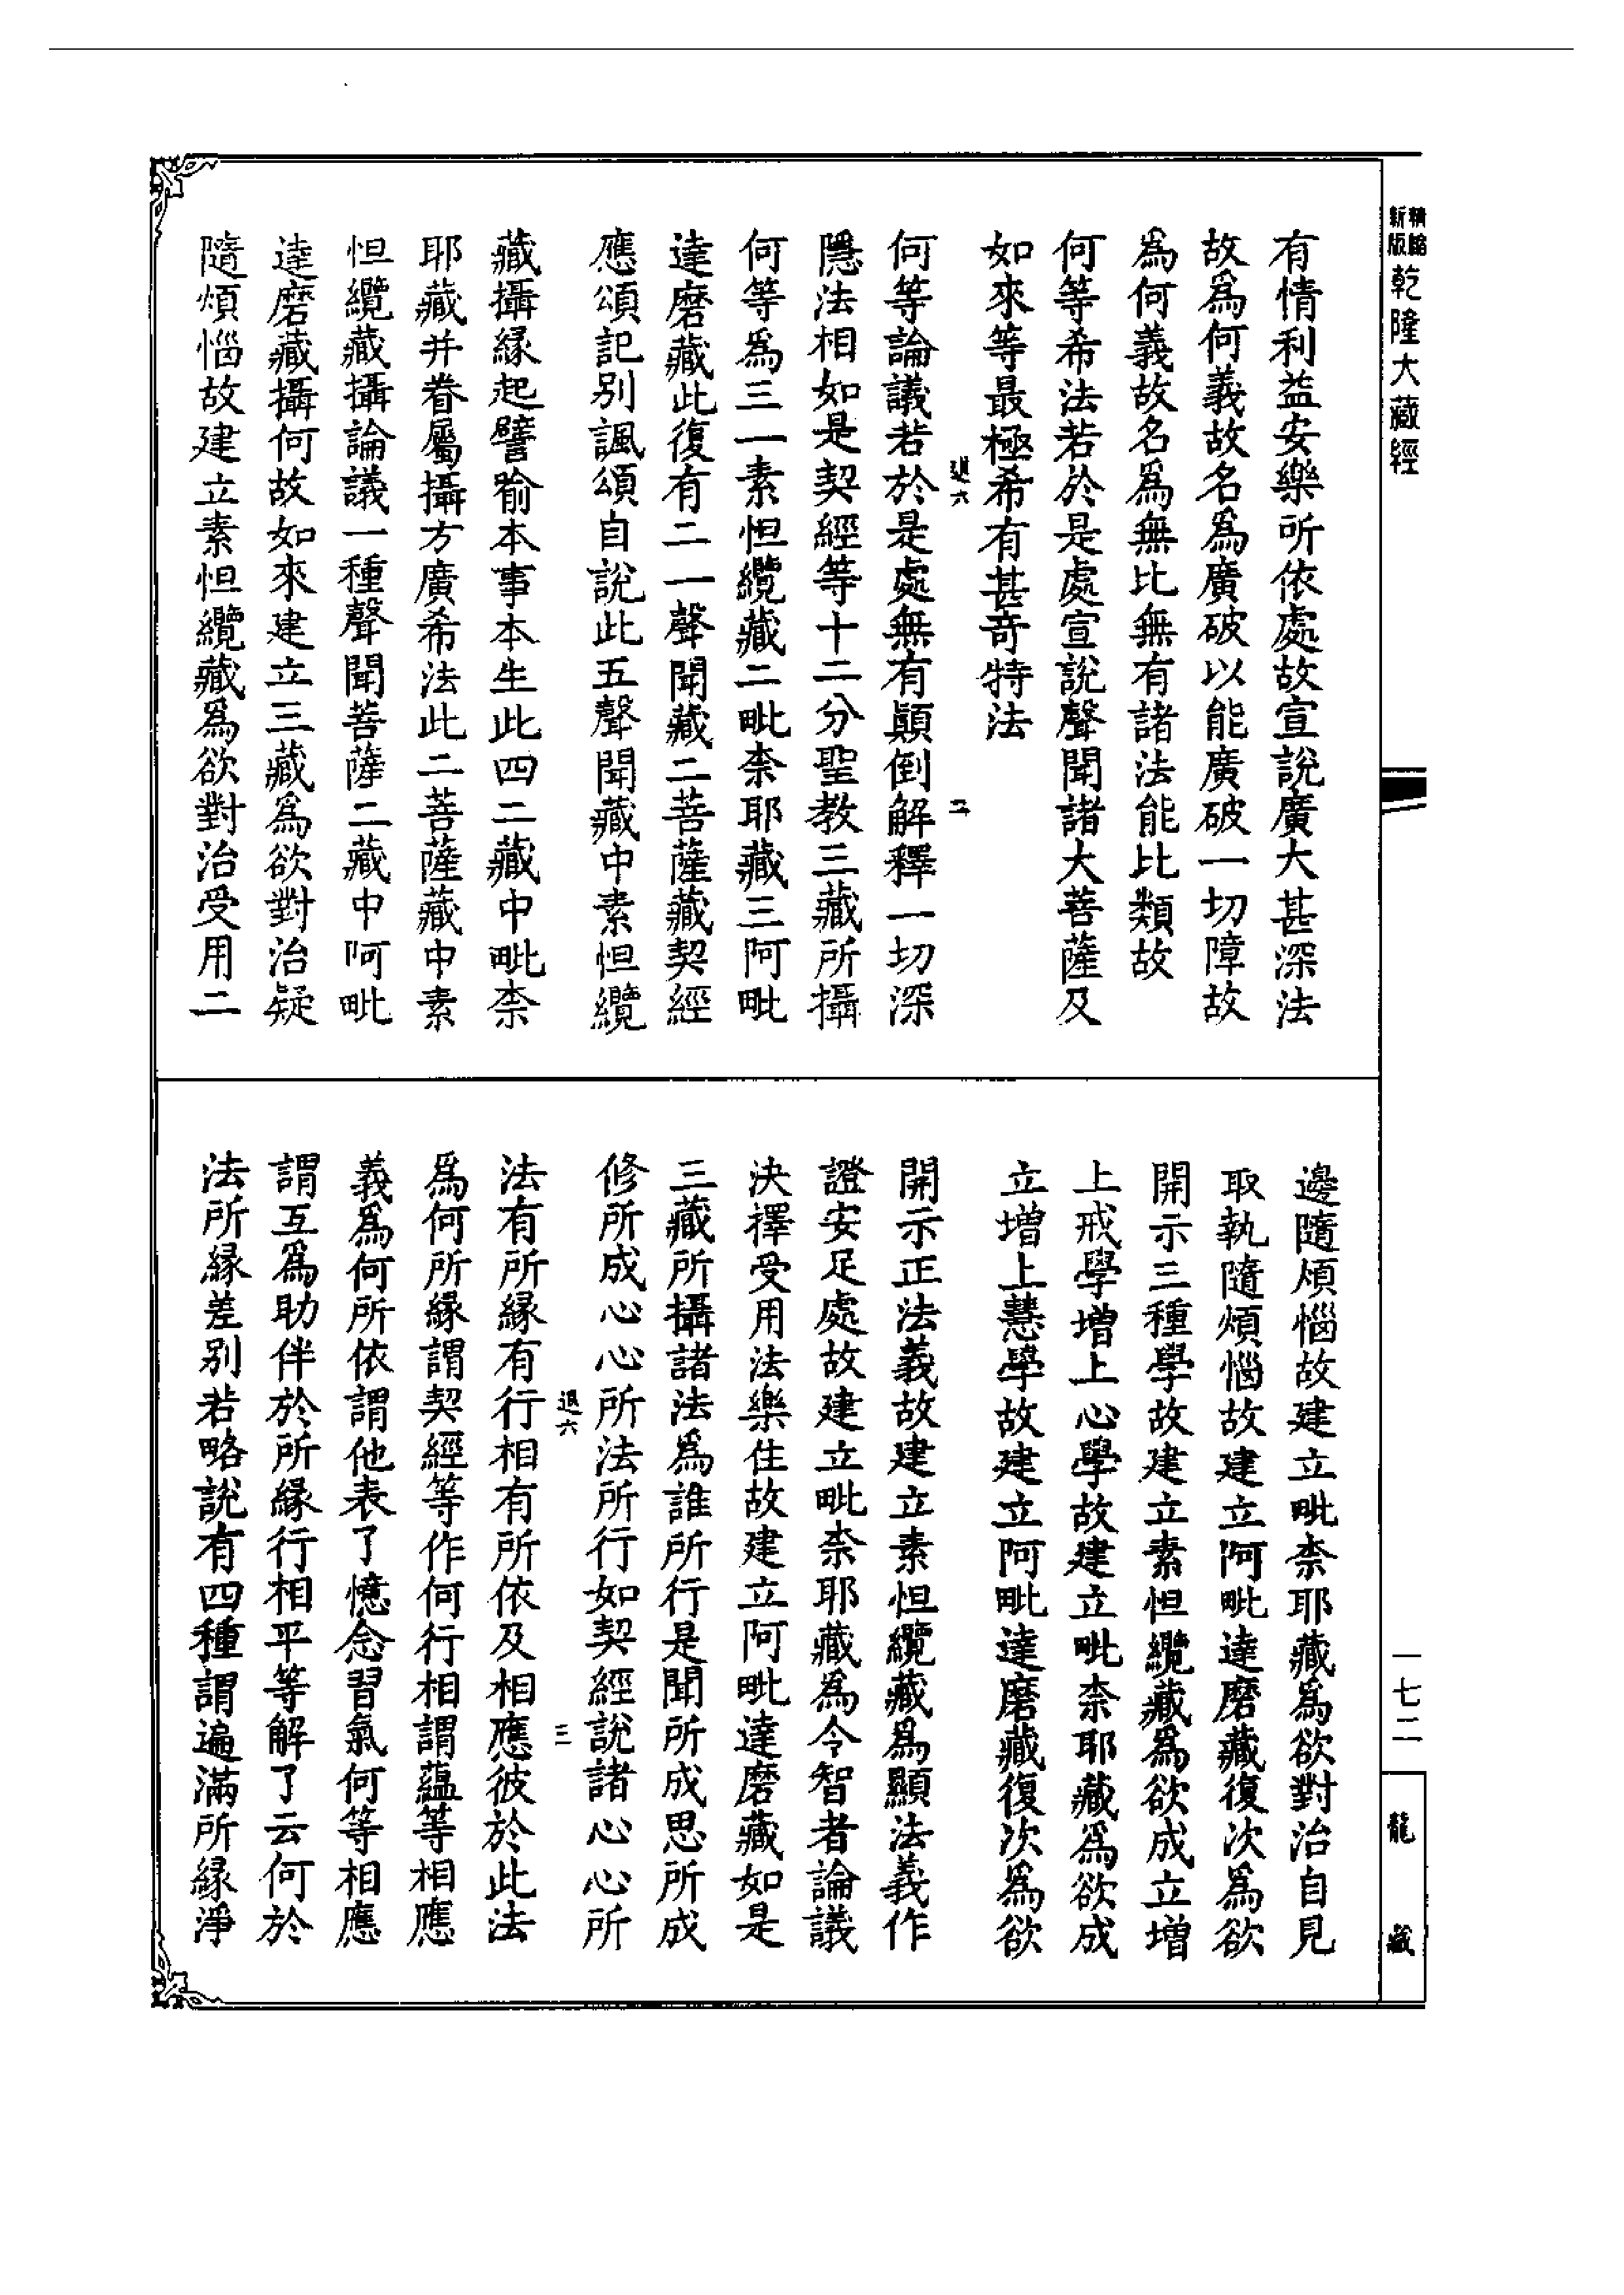 精縮新版乾隆大藏經
有情利益安樂所依處故宣說廣大甚深法
故爲何義故名爲廣破以能廣破一切障故
爲何義故名爲無比無有諸法能比類故
何等希法若於是處宣說聲聞諸大菩薩及
如來等最極希有甚奇特法
退六 二
何等論議若於是處無有顚倒解釋一切深
隱法相如是契經等十二分聖教三藏所攝
何等爲三一素怛纜藏二毗柰耶藏三阿毗
達磨藏此復有二一聲聞藏二菩薩藏契經
應頌記別諷頌自說此五聲聞藏中素怛纜
藏攝緣起譬喻本事本生此四二藏中毗柰
耶藏并眷屬攝方廣希法此二菩薩藏中素
怛纜藏攝論議一種聲聞菩薩二藏中阿毗
達磨藏攝何故如來建立三藏爲欲對治疑
隨煩惱故建立素怛纜藏爲欲對治受用二
邊隨煩惱故建立毗柰耶藏爲欲對治自見
取執隨煩惱故建立阿毗達磨藏復次爲欲
開示三種學故建立素怛纜藏爲欲成立增
上戒學增上心學故建立毗柰耶藏爲欲成
立增上慧學故建立阿毗達磨藏復次爲欲
開示正法義故建立素怛纜藏爲顯法義作
證安足處故建立毗柰耶藏爲令智者論議
決擇受用法樂住故建立阿毗達磨藏如是
三藏所攝諸法爲誰所行是聞所成思所成
修所成心心所法所行如契經說諸心心所
退六 三
法有所緣有行相有所依及相應彼於此法
爲何所緣謂契經等作何行相謂蘊等相應
義爲何所依謂他表了憶念習氣何等相應
謂互爲助伴於所緣行相平等解了云何於
法所緣差別若略說有四種謂遍滿所緣淨
一七二
龍藏